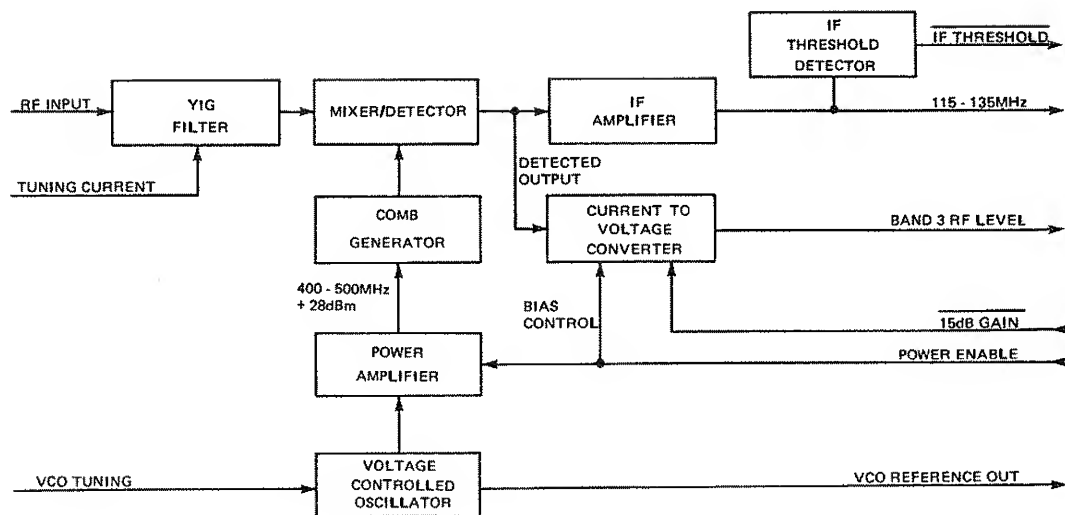 IF
THRESHOLD
DETECTOR
IF THRESHOLD
RF INPUT
YIG
FILTER
MIXER/DETECTOR
IF
AMPLIFIER
115 - 135MHz
TUNING CURRENT
DETECTED
OUTPUT
COMB
GENERATOR
CURRENT TO
VOLTAGE
CONVERTER
BAND 3 RF LEVEL
400 - 500MHz
+ 28dBm
BIAS
CONTROL
15dB GAIN
POWER
AMPLIFIER
POWER ENABLE
VCO TUNING
VOLTAGE
CONTROLLED
OSCILLATOR
VCO REFERENCE OUT